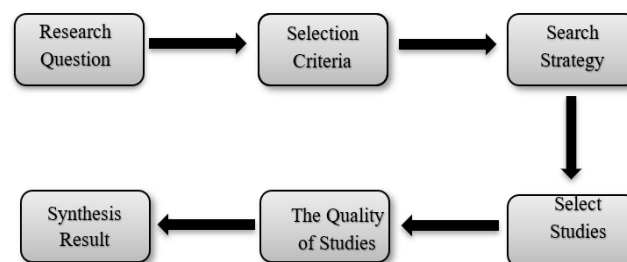 Research
Question
Selection
Criteria
Search
Strategy
Select
Studies
The Quality
of Studies
Synthesis
Result